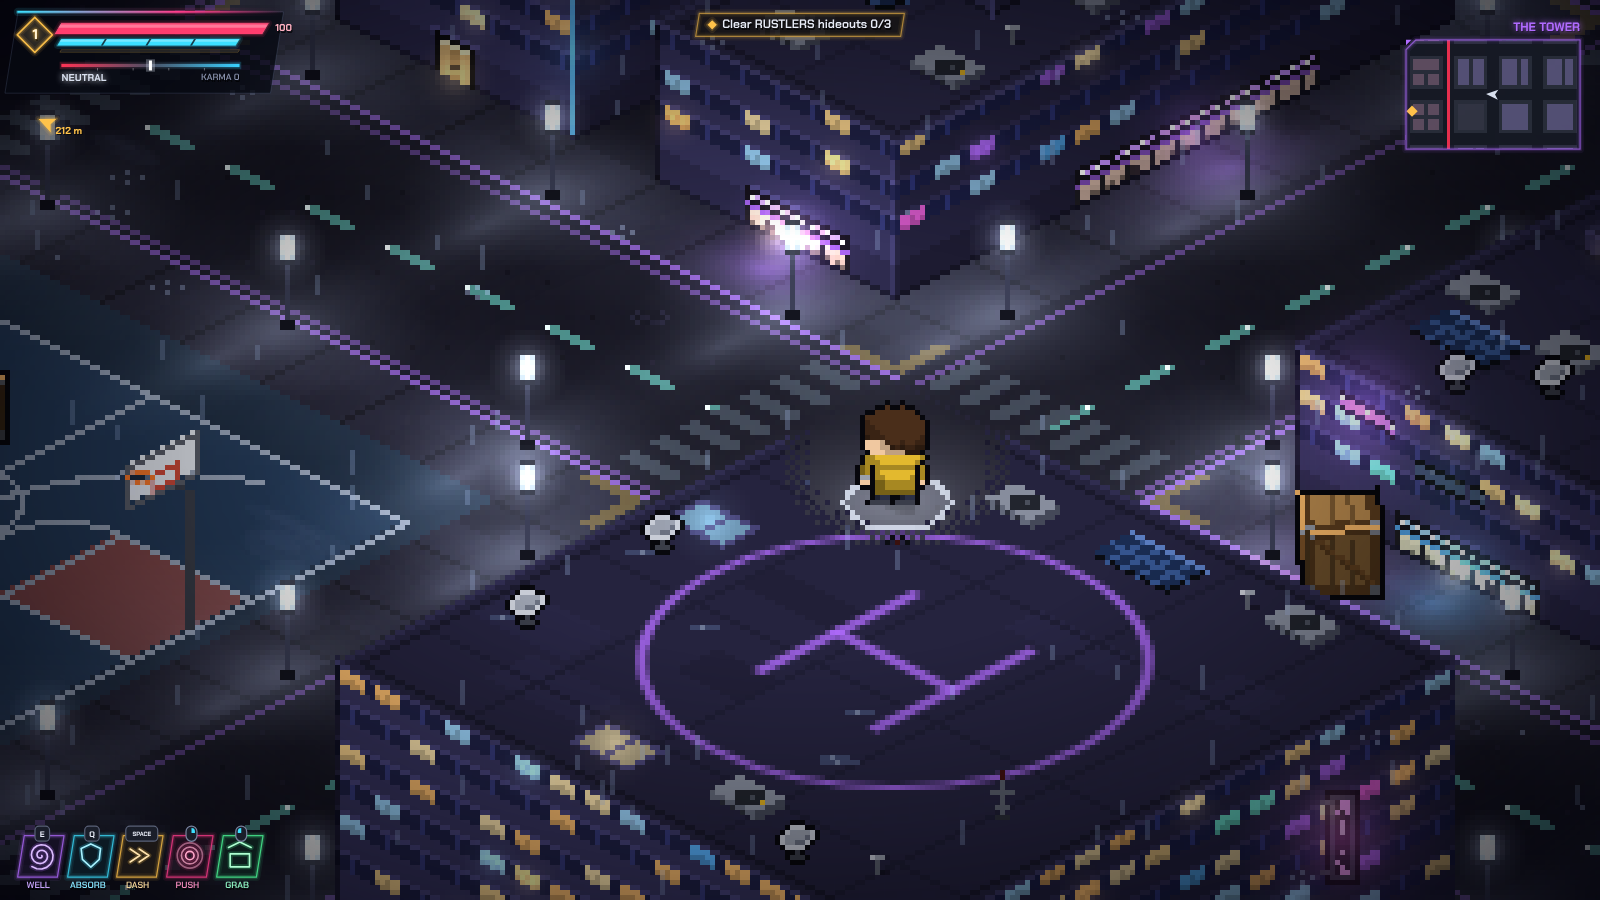 1
100
NEUTRAL
KARMA 0
Clear RUSTLERS hideouts 0/3
THE TOWER
212 m
H
E
Q
SPACE
WELL
ABSORB
DASH
PUSH
GRAB